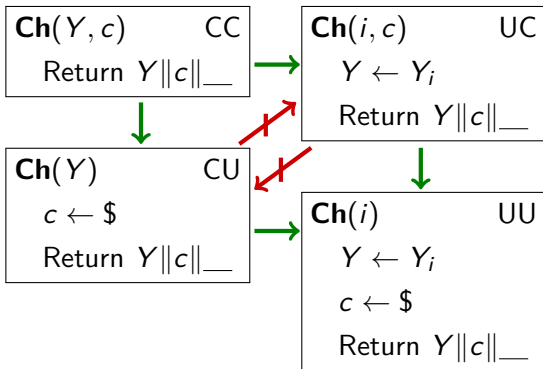 Ch(Y, c) CC
Return Y∥c∥__
Ch(i, c) UC
Y ← Y_i
Return Y∥c∥__
Ch(Y) CU
c ← $
Return Y∥c∥__
Ch(i) UU
Y ← Y_i
c ← $
Return Y∥c∥__